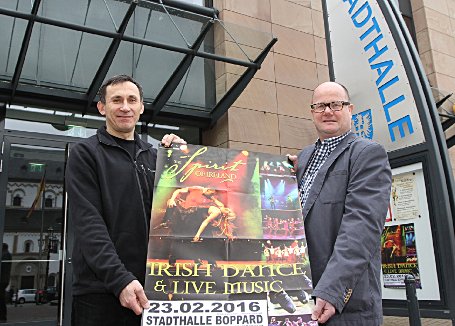 STADTHALLE
Spirit
OF IRELAND
IRISH DANCE
& LIVE MUSIC
23.02.2016
STADTHALLE BOPPARD